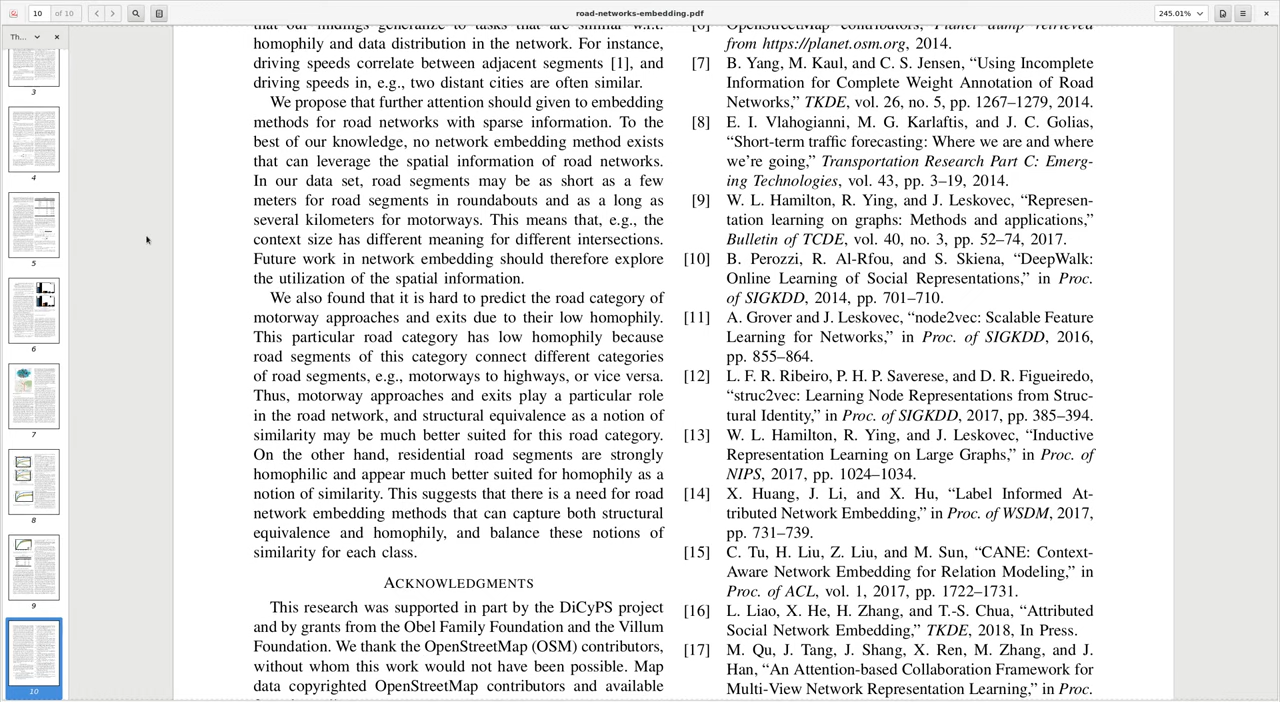 10 of 10
road-networks-embedding.pdf
245.01%
Th...
3
4
5
6
7
8
9
10
homophily and data distribution in the network. For instance,
driving speeds correlate between adjacent segments [1], and
driving speeds in, e.g., two distinct cities are often similar.
We propose that further attention should given to embedding
methods for road networks with sparse information. To the
best of our knowledge, no network embedding method exists
that can leverage the spatial information of road networks.
In our data set, road segments may be as short as a few
meters for road segments in roundabouts and as a long as
several kilometers for motorways. This means that, e.g., the
context size has different meanings for different intersections.
Future work in network embedding should therefore explore
the utilization of the spatial information.
We also found that it is hard to predict the road category of
motorway approaches and exits due to their low homophily.
This particular road category has low homophily because
road segments of this category connect different categories
of road segments, e.g., motorways to highways or vice versa.
Thus, motorway approaches and exits play a particular role
in the road network, and structural equivalence as a notion of
similarity may be much better suited for this road category.
On the other hand, residential road segments are strongly
homophilic and appear much better suited for homophily as a
notion of similarity. This suggests that there is a need for road
network embedding methods that can capture both structural
equivalence and homophily, and balance these notions of
similarity for each class.
ACKNOWLEDGMENTS
This research was supported in part by the DiCyPS project
and by grants from the Obel Family Foundation and the Villum
Foundation. We thank the OpenStreetMap contributors
without whom this work would not have been possible. Map
data copyrighted OpenStreetMap contributors and available
from https://planet.osm.org, 2014.
[7] B. Yang, M. Kaul, and C. S. Jensen, “Using Incomplete
Information for Complete Weight Annotation of Road
Networks,” TKDE, vol. 26, no. 5, pp. 1267–1279, 2014.
[8] E. I. Vlahogianni, M. G. Karlaftis, and J. C. Golias,
“Short-term traffic forecasting: Where we are and where
we’re going,” Transportation Research Part C: Emerg-
ing Technologies, vol. 43, pp. 3–19, 2014.
[9] W. L. Hamilton, R. Ying, and J. Leskovec, “Represen-
tation learning on graphs: Methods and applications,”
Bulletin of TCDE, vol. 40, no. 3, pp. 52–74, 2017.
[10] B. Perozzi, R. Al-Rfou, and S. Skiena, “DeepWalk:
Online Learning of Social Representations,” in Proc.
of SIGKDD, 2014, pp. 701–710.
[11] A. Grover and J. Leskovec, “node2vec: Scalable Feature
Learning for Networks,” in Proc. of SIGKDD, 2016,
pp. 855–864.
[12] L. F. R. Ribeiro, P. H. P. Saverese, and D. R. Figueiredo,
“struc2vec: Learning Node Representations from Struc-
tural Identity,” in Proc. of SIGKDD, 2017, pp. 385–394.
[13] W. L. Hamilton, R. Ying, and J. Leskovec, “Inductive
Representation Learning on Large Graphs,” in Proc. of
NIPS, 2017, pp. 1024–1034.
[14] X. Huang, J. Li, and X. Hu, “Label Informed At-
tributed Network Embedding,” in Proc. of WSDM, 2017,
pp. 731–739.
[15] C. Tu, H. Liu, Z. Liu, and M. Sun, “CANE: Context-
Aware Network Embedding for Relation Modeling,” in
Proc. of ACL, vol. 1, 2017, pp. 1722–1731.
[16] L. Liao, X. He, H. Zhang, and T.-S. Chua, “Attributed
Network Embedding,” TKDE, 2018, In Press.
[17] M. Qu, J. Tang, J. Shang, X. Ren, M. Zhang, and J.
Han, “An Attention-based Collaboration Framework for
Multi-View Network Representation Learning,” in Proc.